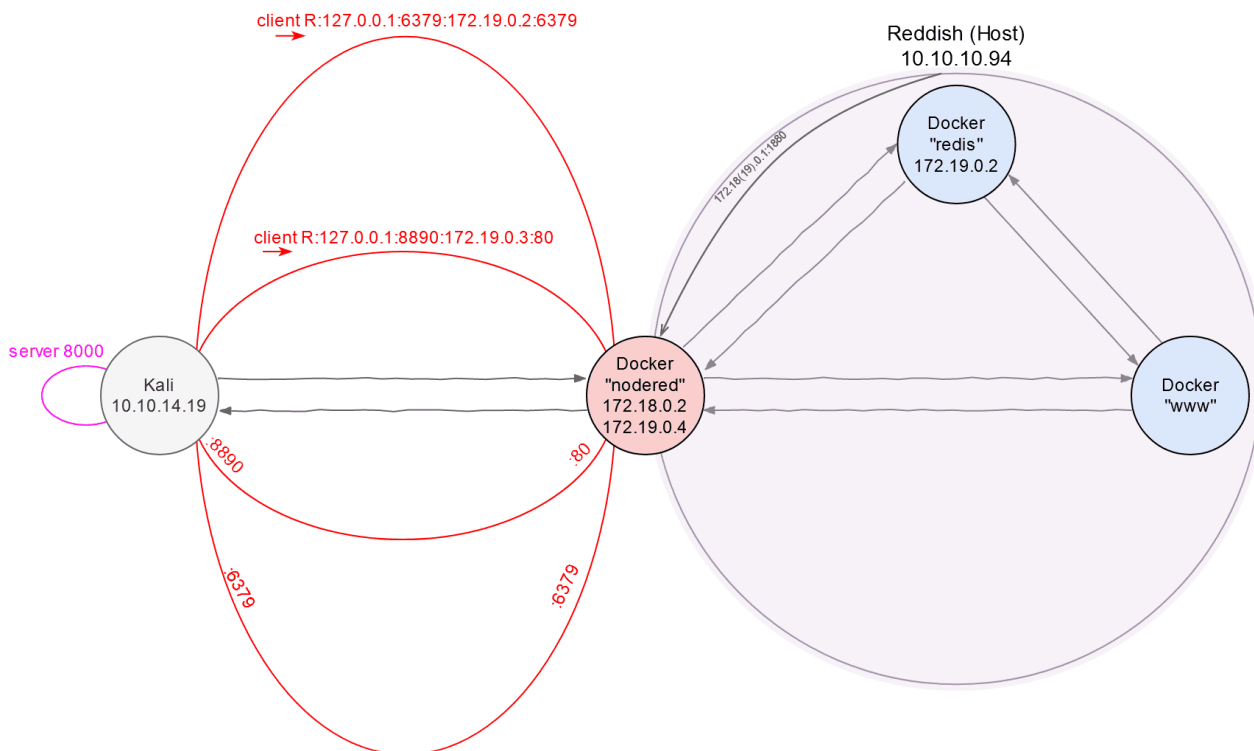 client R:127.0.0.1:6379:172.19.0.2:6379
Reddish (Host)
10.10.10.94
Docker
"redis"
172.19.0.2
172.18(19).0.1:1880
client R:127.0.0.1:8890:172.19.0.3:80
server 8000
Kali
10.10.14.19
Docker
"nodered"
172.18.0.2
172.19.0.4
Docker
"www"
:8890
:80
:6379
:6379